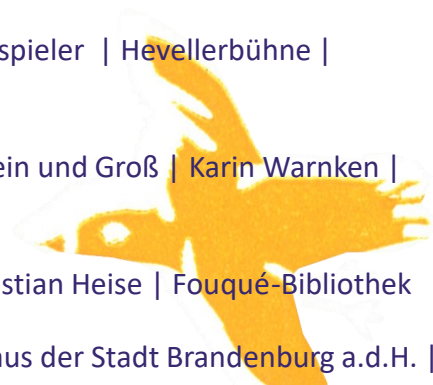 spieler | Hevellerbühne |
ein und Groß | Karin Warnken |
stian Heise | Fouqué-Bibliothek
aus der Stadt Brandenburg a.d.H. |